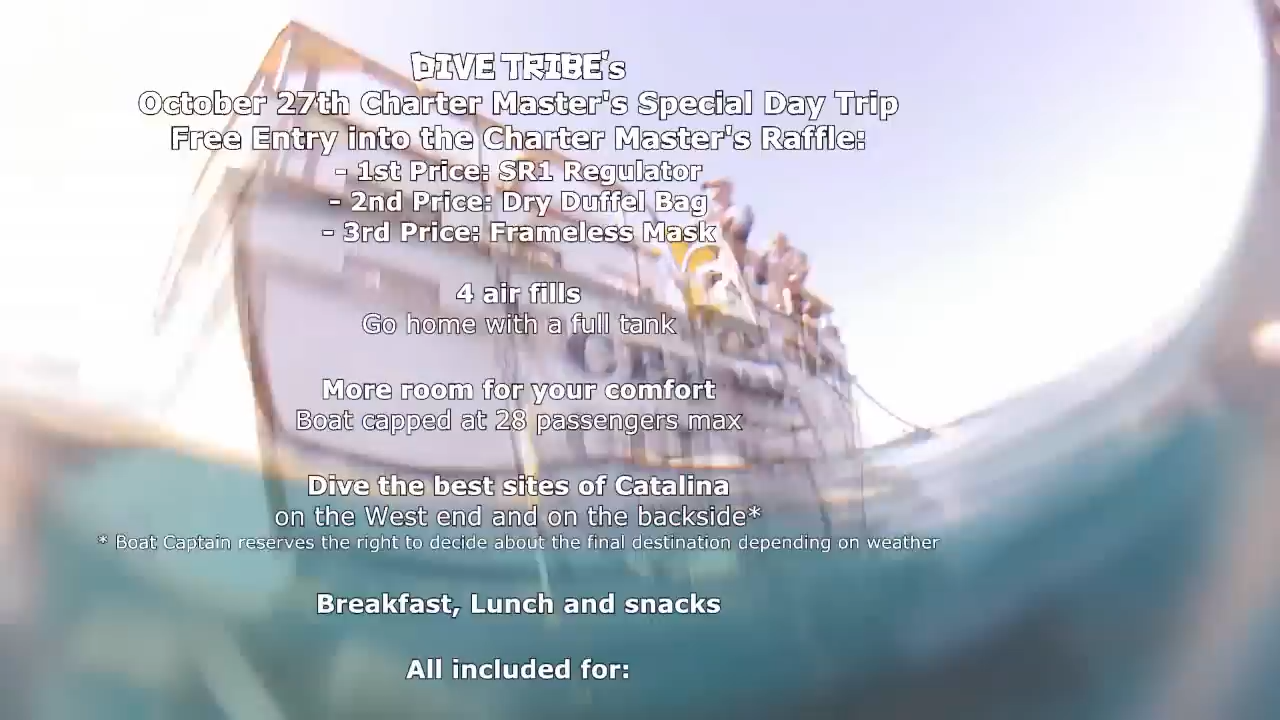 DIVE TRIBE's
October 27th Charter Master's Special Day Trip
Free Entry into the Charter Master's Raffle:
- 1st Price: SR1 Regulator
- 2nd Price: Dry Duffel Bag
- 3rd Price: Frameless Mask
4 air fills
Go home with a full tank
More room for your comfort
Boat capped at 28 passengers max
Dive the best sites of Catalina
on the West end and on the backside*
* Boat Captain reserves the right to decide about the final destination depending on weather
Breakfast, Lunch and snacks
All included for: